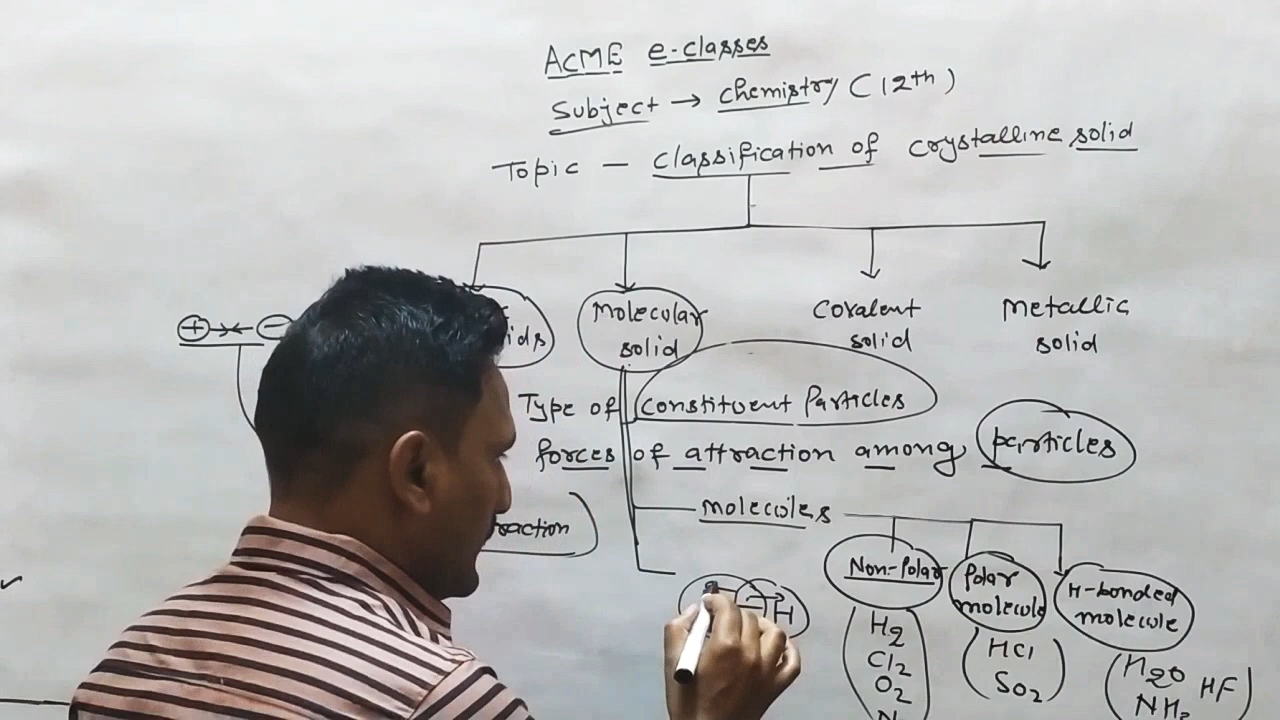 ACME e-classes
Subject → chemistry (12th)
Topic - classification of crystalline solid
ids
Molecular
solid
Covalent
solid
Metallic
solid
+ -
Type of constituent Particles
forces of attraction among particles
raction
molecules
Non-Polar
Polar
molecule
H-bonded
molecule
H
H2
Cl2
O2
N
HCl
SO2
H2O
NH3
HF